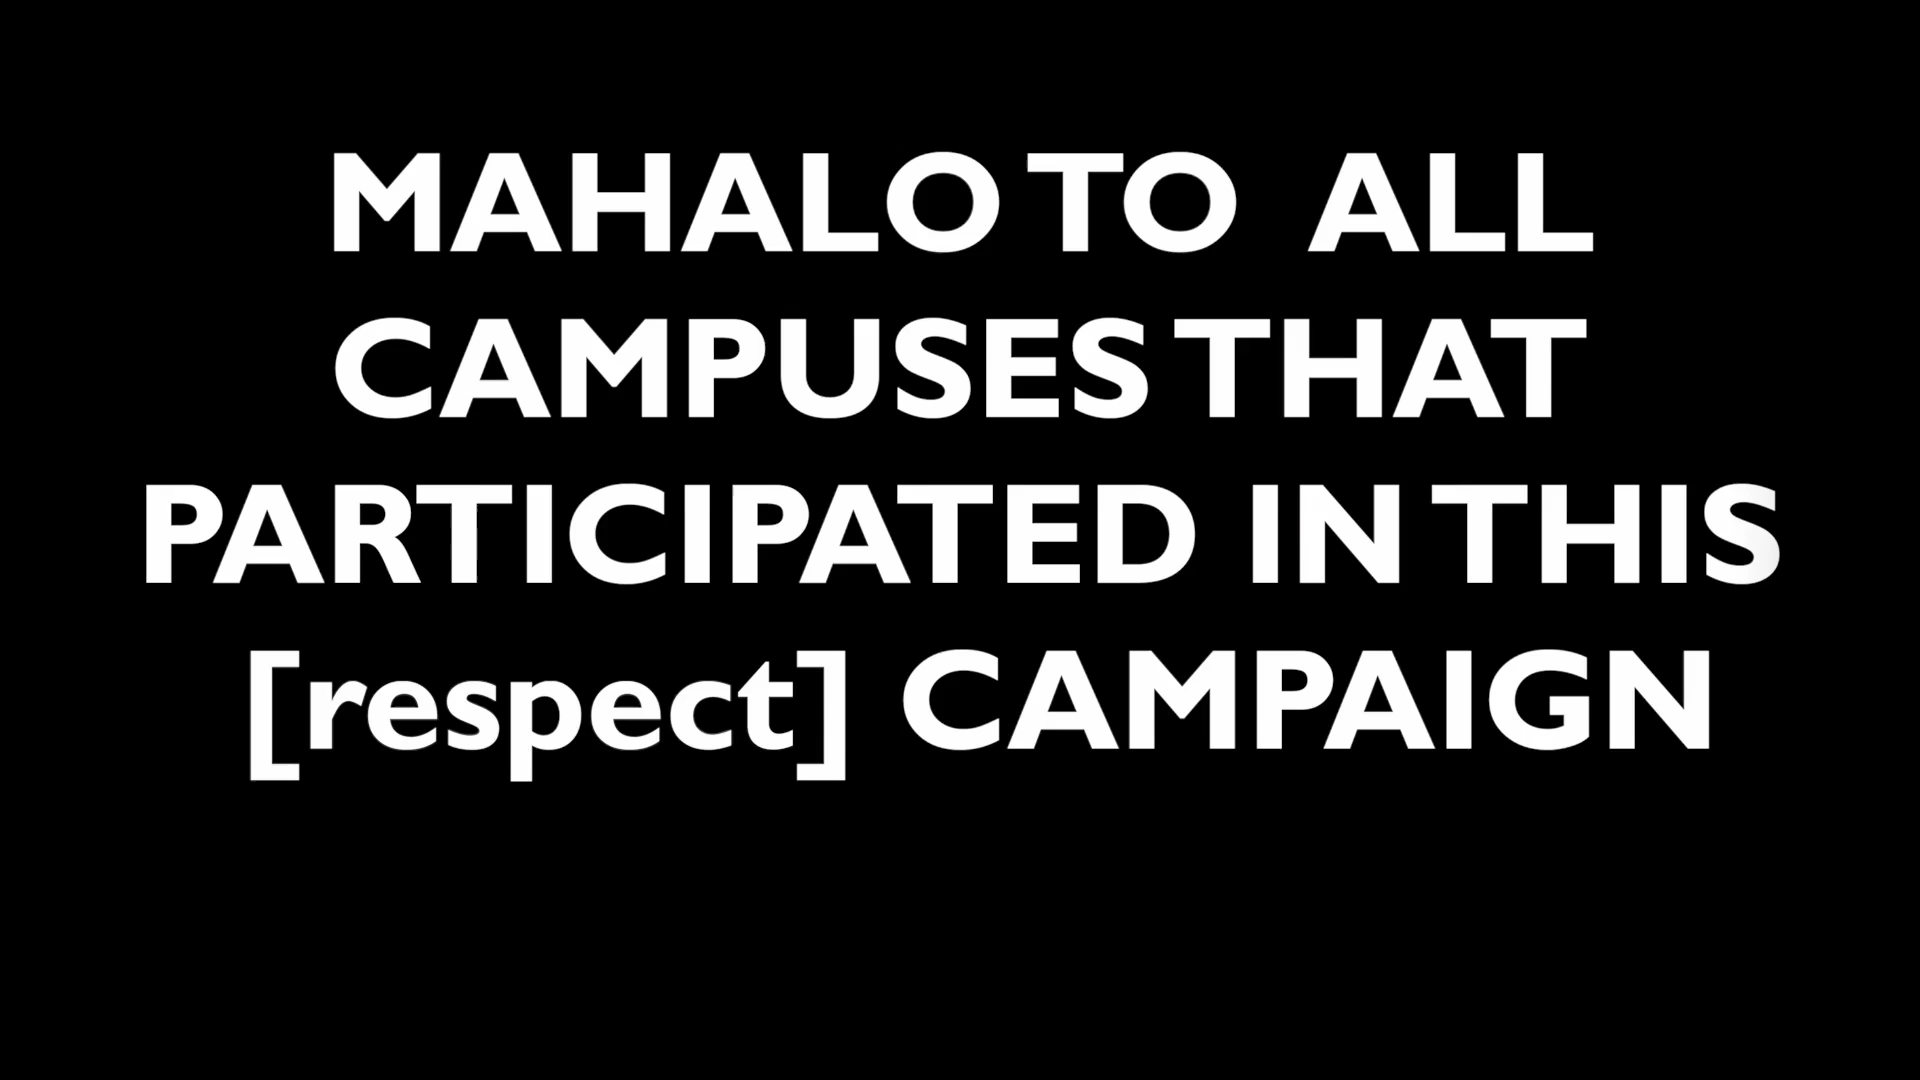 MAHALO TO ALL
CAMPUSES THAT
PARTICIPATED IN THIS
[respect] CAMPAIGN